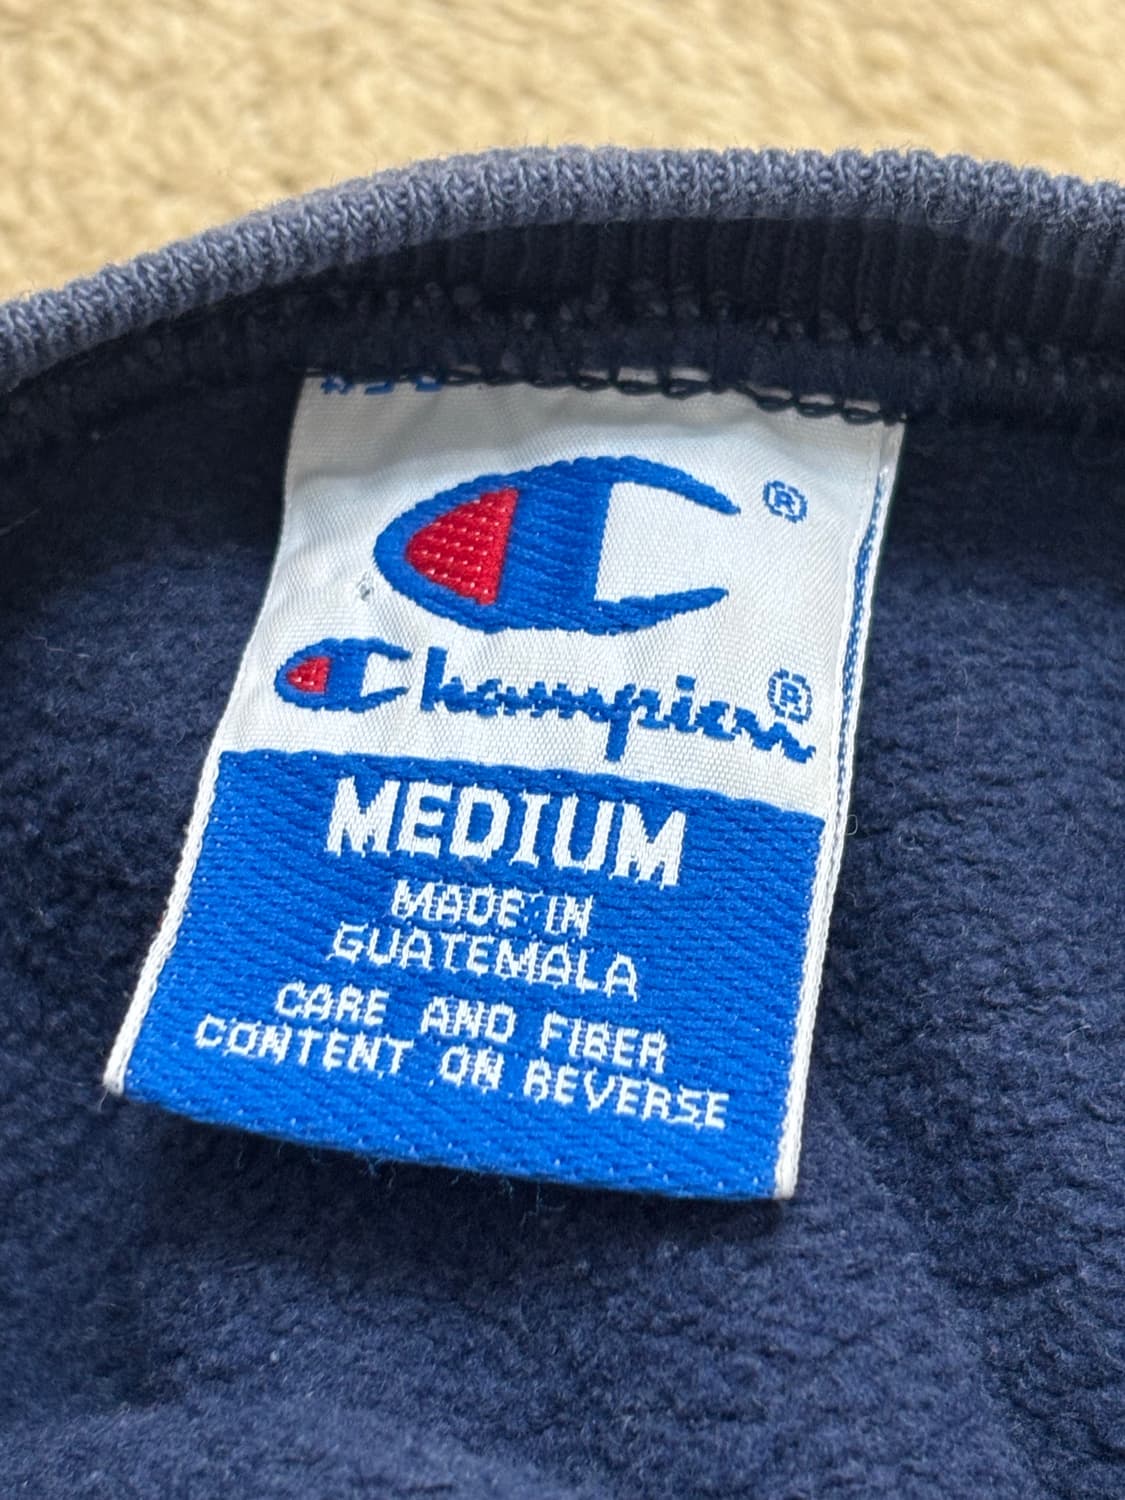 ®
Champion®
MEDIUM
MADE IN
GUATEMALA
CARE AND FIBER
CONTENT ON REVERSE